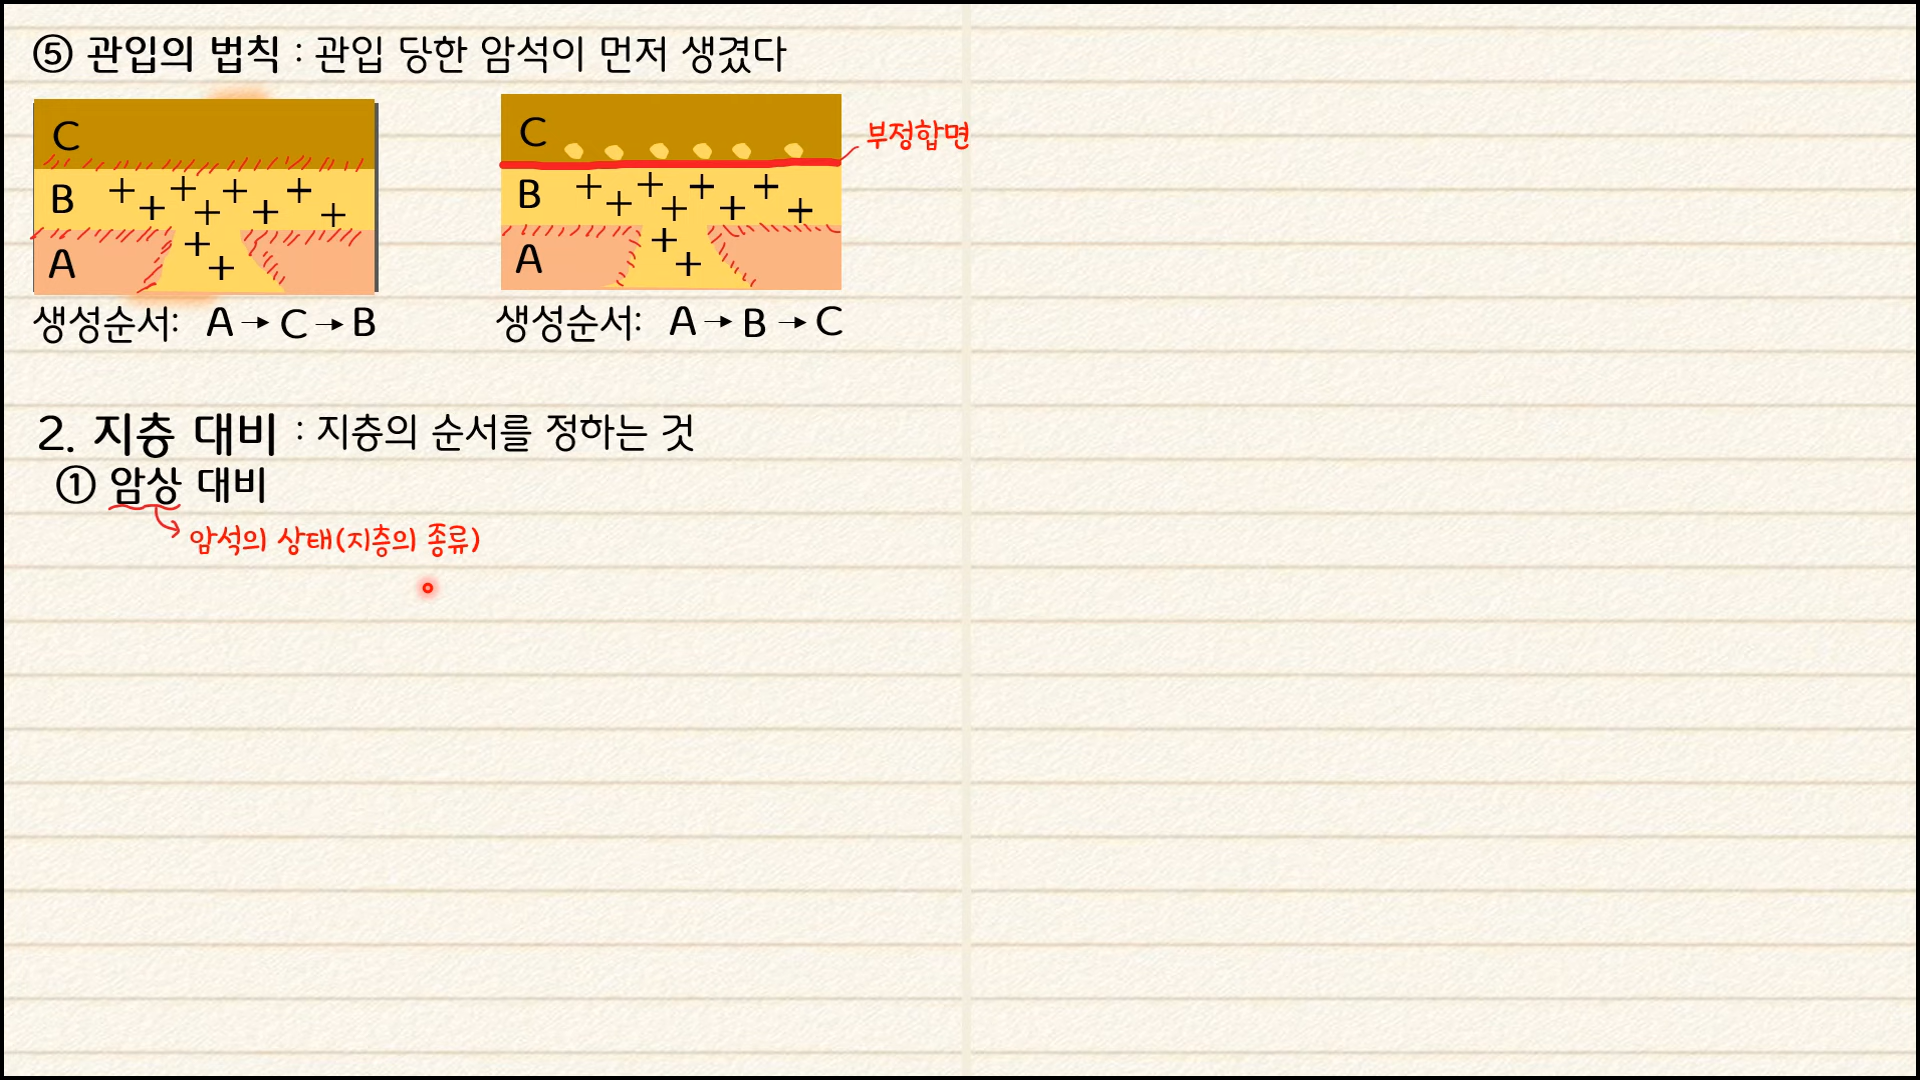 ⑤ 관입의 법칙 : 관입 당한 암석이 먼저 생겼다
C
B
A
생성순서: A → C → B
C
부정합면
B
A
생성순서: A → B → C
2. 지층 대비 : 지층의 순서를 정하는 것
① 암상 대비
암석의 상태(지층의 종류)